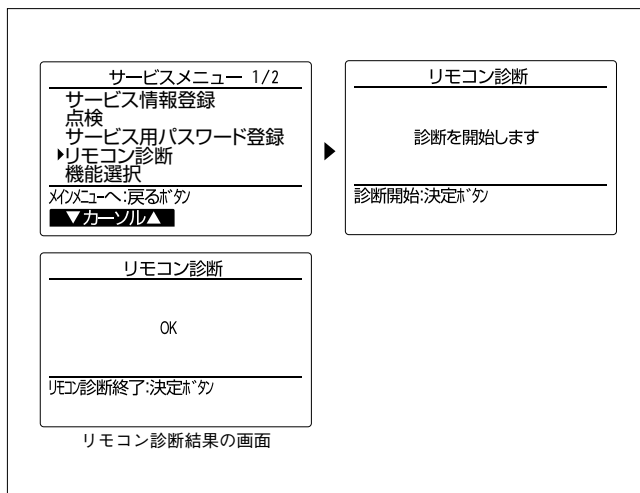 サービスメニュー 1/2
サービス情報登録
点検
サービス用パスワード登録
リモコン診断
機能選択
ﾒｲﾝﾒﾆｭｰへ:戻るﾎﾞﾀﾝ
▼カーソル▲
リモコン診断
診断を開始します
診断開始:決定ﾎﾞﾀﾝ
リモコン診断
OK
ﾘﾓｺﾝ診断終了:決定ﾎﾞﾀﾝ
リモコン診断結果の画面